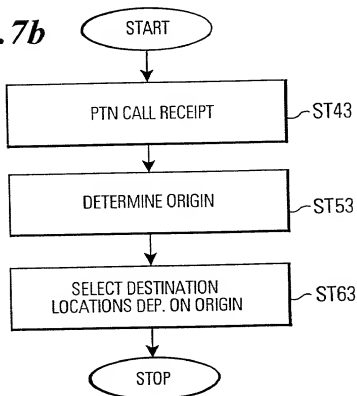 .7b
START
PTN CALL RECEIPT
ST43
DETERMINE ORIGIN
ST53
SELECT DESTINATION
LOCATIONS DEP. ON ORIGIN
ST63
STOP